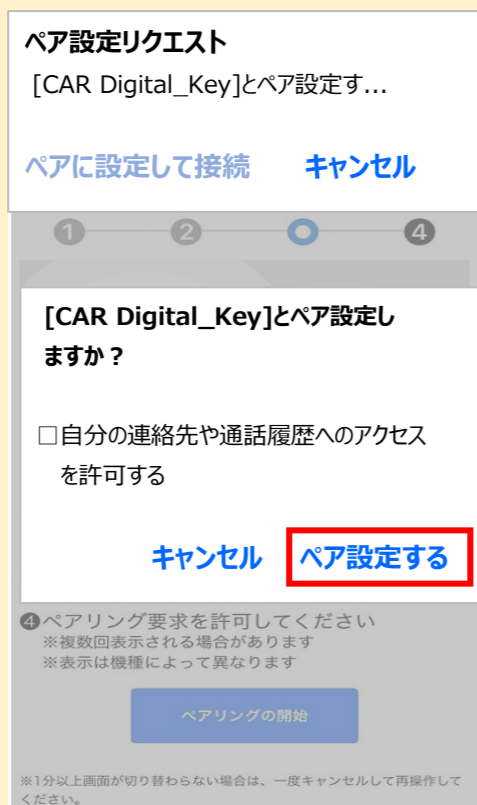 ペア設定リクエスト
[CAR Digital_Key]とペア設定す...
ペアに設定して接続 キャンセル
1 2 4
[CAR Digital_Key]とペア設定し
ますか？
□自分の連絡先や通話履歴へのアクセス
を許可する
キャンセル ペア設定する
❹ペアリング要求を許可してください
※複数回表示される場合があります
※表示は機種によって異なります
ペアリングの開始
※1分以上画面が切り替わらない場合は、一度キャンセルして再操作して
ください。